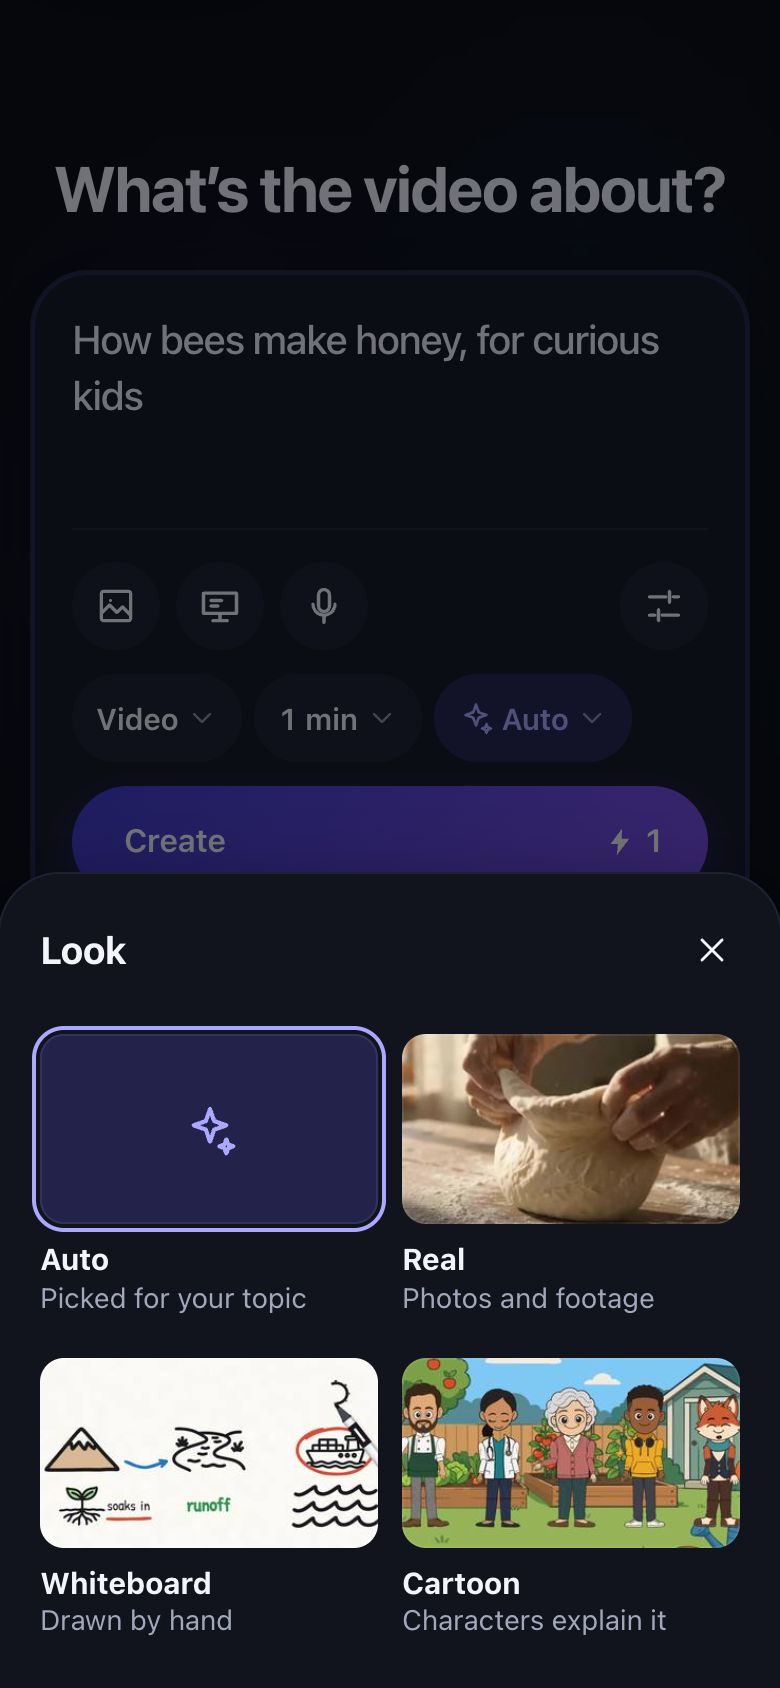 What's the video about?
How bees make honey, for curious
kids
Video
1 min
Auto
Create
1
Look
Auto
Picked for your topic
Real
Photos and footage
soaks in
runoff
Whiteboard
Drawn by hand
Cartoon
Characters explain it